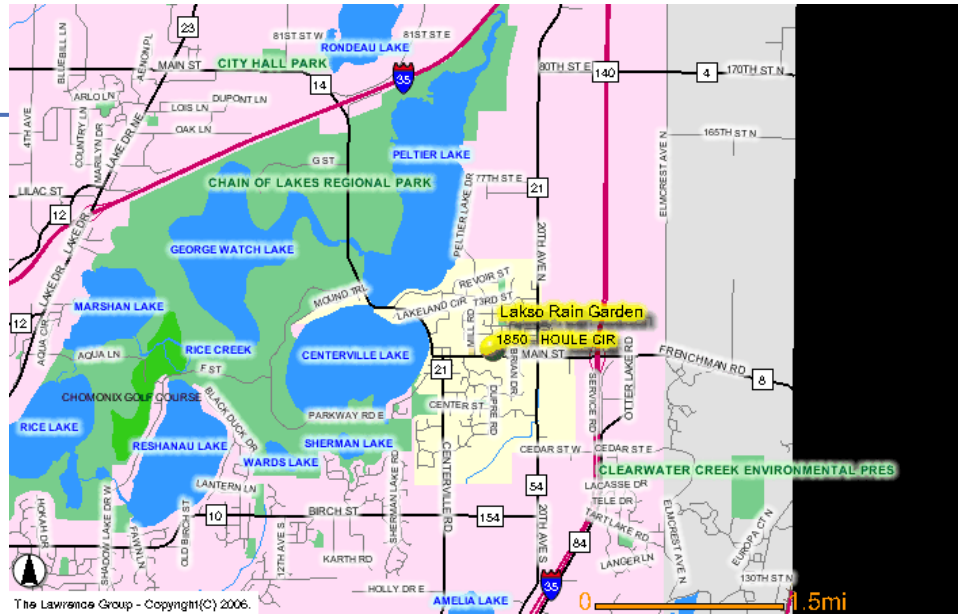 23
BLUEBILL LN
AENON PL
81ST ST W
81ST ST E
RONDEAU LAKE
MAIN ST
CITY HALL PARK
80TH ST E
140
4
170TH ST N
35
14
4TH AVE
ARLO LN
DUPONT LN
LOIS LN
OAK LN
COUNTRY LN
MARILYN DR
LAKE DR NE
165TH ST N
G ST
PELTIER LAKE
CHAIN OF LAKES REGIONAL PARK
77TH ST E
21
ELMCREST AVE N
LILAC ST
12
LAKE DR
PELTIER LAKE DR
20TH AVE N
GEORGE WATCH LAKE
REVOIR ST
MOUND TRL
LAKELAND CIR
73RD ST
MARSHAN LAKE
Lakso Rain Garden
12
AQUA CIR
LAKE DR
MILL RD
1850 - HOULE CIR
AQUA LN
RICE CREEK
CENTERVILLE LAKE
BRIAN DR
MAIN ST
OTTER LAKE RD
FRENCHMAN RD
F ST
21
SERVICE RD
8
CHOMONIX GOLF COURSE
BLACK DUCK DR
CENTER ST
DUPRE RD
PARKWAY RD E
RICE LAKE
RESHANAU LAKE
SHERMAN LAKE
WARDS LAKE
CEDAR ST W
CEDAR ST E
CLEARWATER CREEK ENVIRONMENTAL PRES
LANTERN LN
CENTERVILLE RD
LACASSE DR
TELE DR
54
HOKAH DR
SHADOW LAKE DR W
FAWN LN
OLD BIRCH ST
10
BIRCH ST
SHERMAN LAKE RD
154
20TH AVE S
TART LAKE RD
ELMCREST AVE N
EUROPA CT N
12TH AVE S
84
KARTH RD
LANGER LN
HOLLY DR E
35
130TH ST N
AMELIA LAKE
The Lawrence Group - Copyright(C) 2006.
0
1.5mi